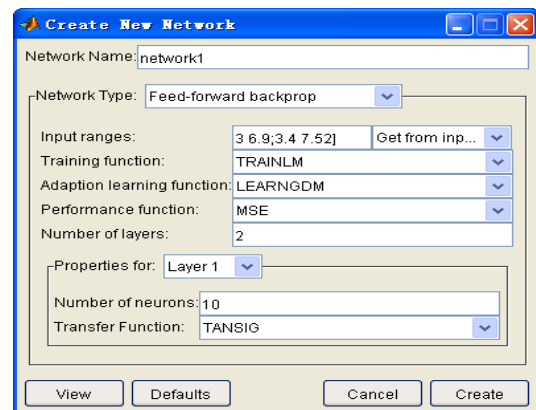 Create New Network
Network Name: network1
Network Type: Feed-forward backprop
Input ranges: 3 6.9;3.4 7.52] Get from inp...
Training function: TRAINLM
Adaption learning function: LEARNGDM
Performance function: MSE
Number of layers: 2
Properties for: Layer 1
Number of neurons: 10
Transfer Function: TANSIG
View Defaults Cancel Create